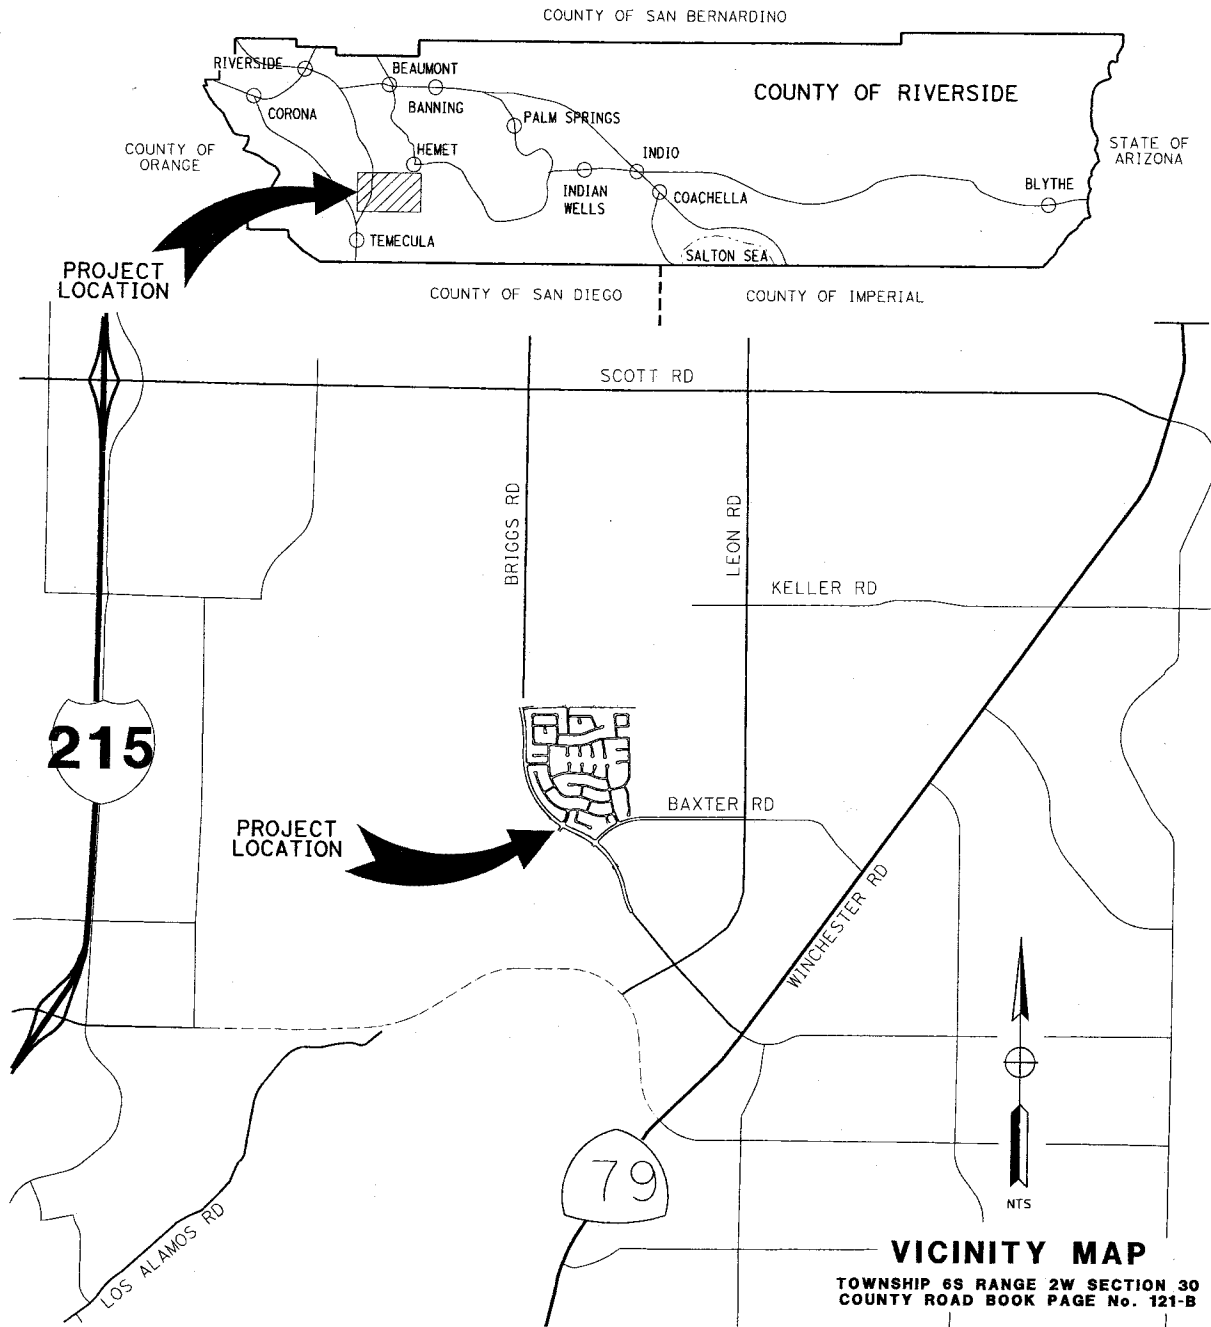 COUNTY OF SAN BERNARDINO
RIVERSIDE
BEAUMONT
BANNING
CORONA
PALM SPRINGS
COUNTY OF RIVERSIDE
COUNTY OF
ORANGE
HEMET
INDIO
STATE OF
ARIZONA
INDIAN
WELLS
COACHELLA
BLYTHE
TEMECULA
SALTON SEA
PROJECT
LOCATION
COUNTY OF SAN DIEGO
COUNTY OF IMPERIAL
SCOTT RD
BRIGGS RD
LEON RD
KELLER RD
215
BAXTER RD
PROJECT
LOCATION
WINCHESTER RD
79
NTS
LOS ALAMOS RD
VICINITY MAP
TOWNSHIP 6S RANGE 2W SECTION 30
COUNTY ROAD BOOK PAGE No. 121-B